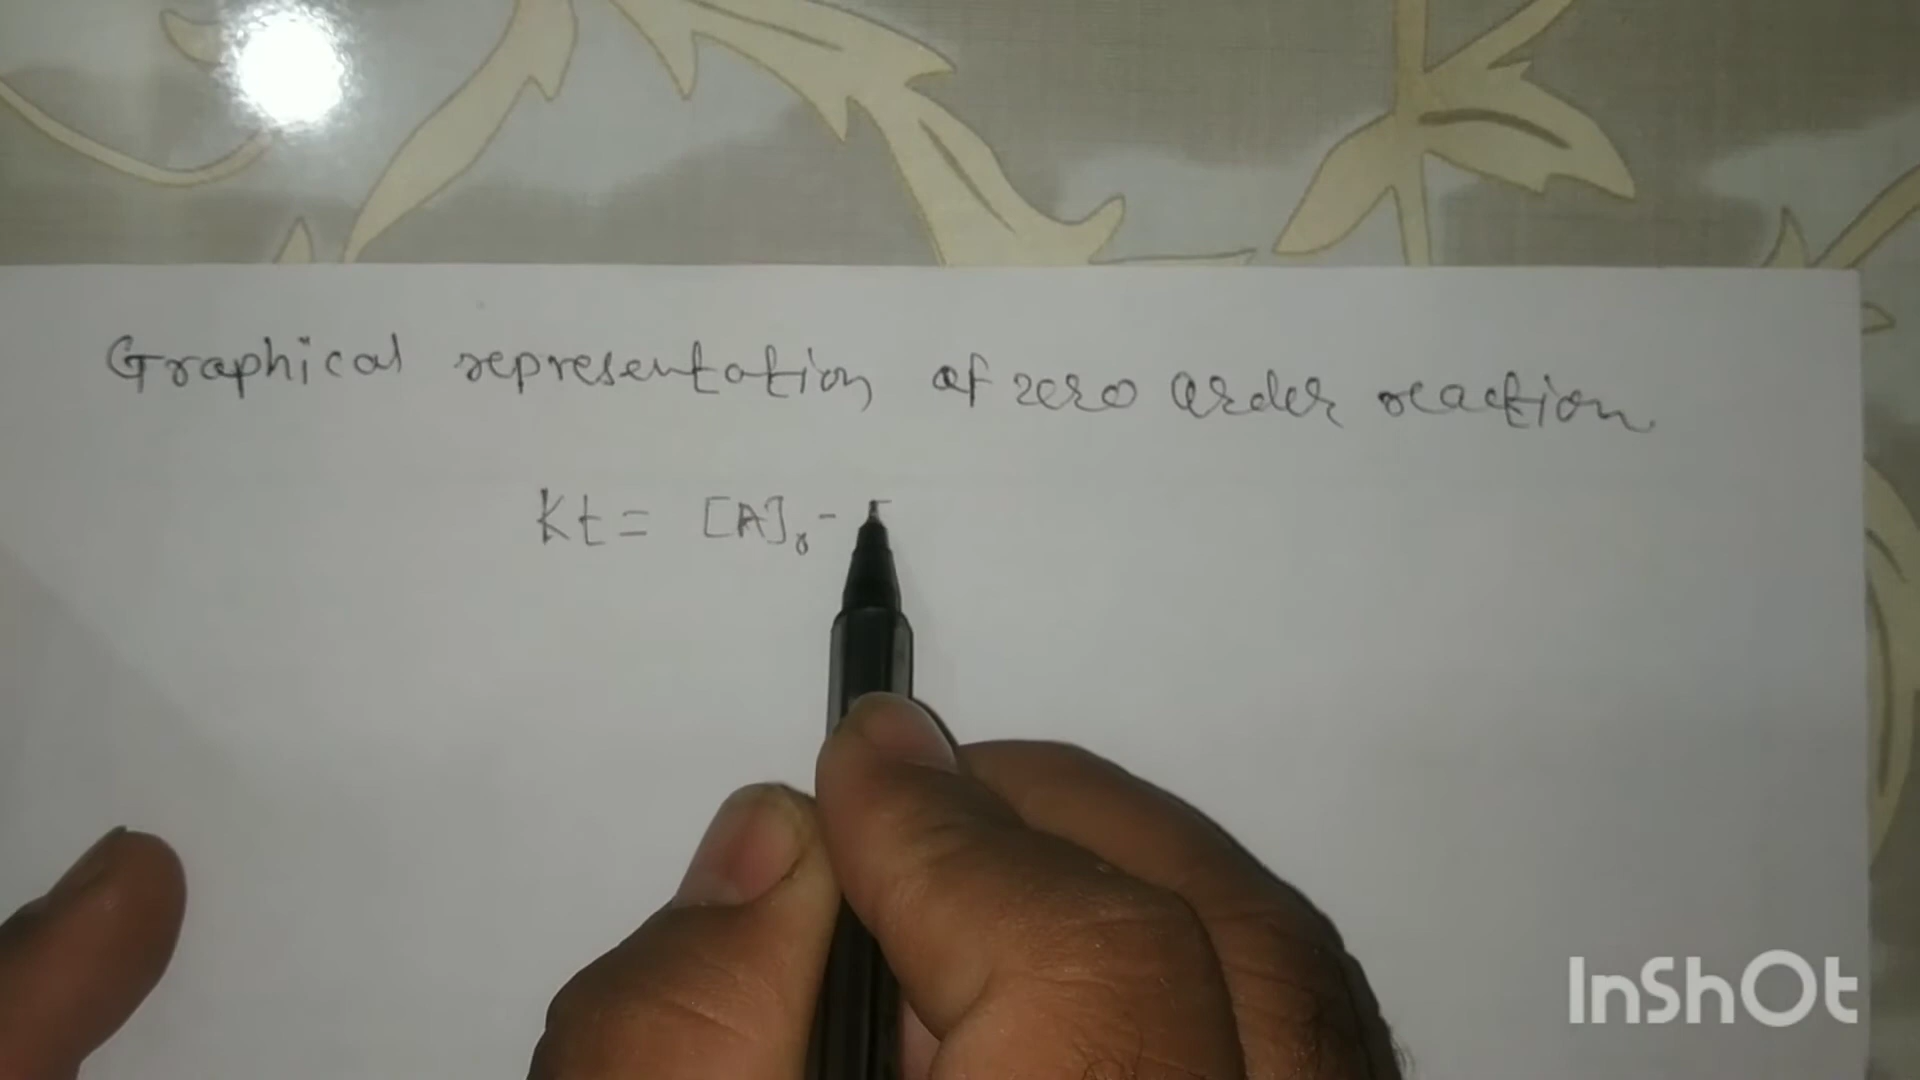 Graphical representation of zero order reaction
Kt = [A]₀ - [
InShOt